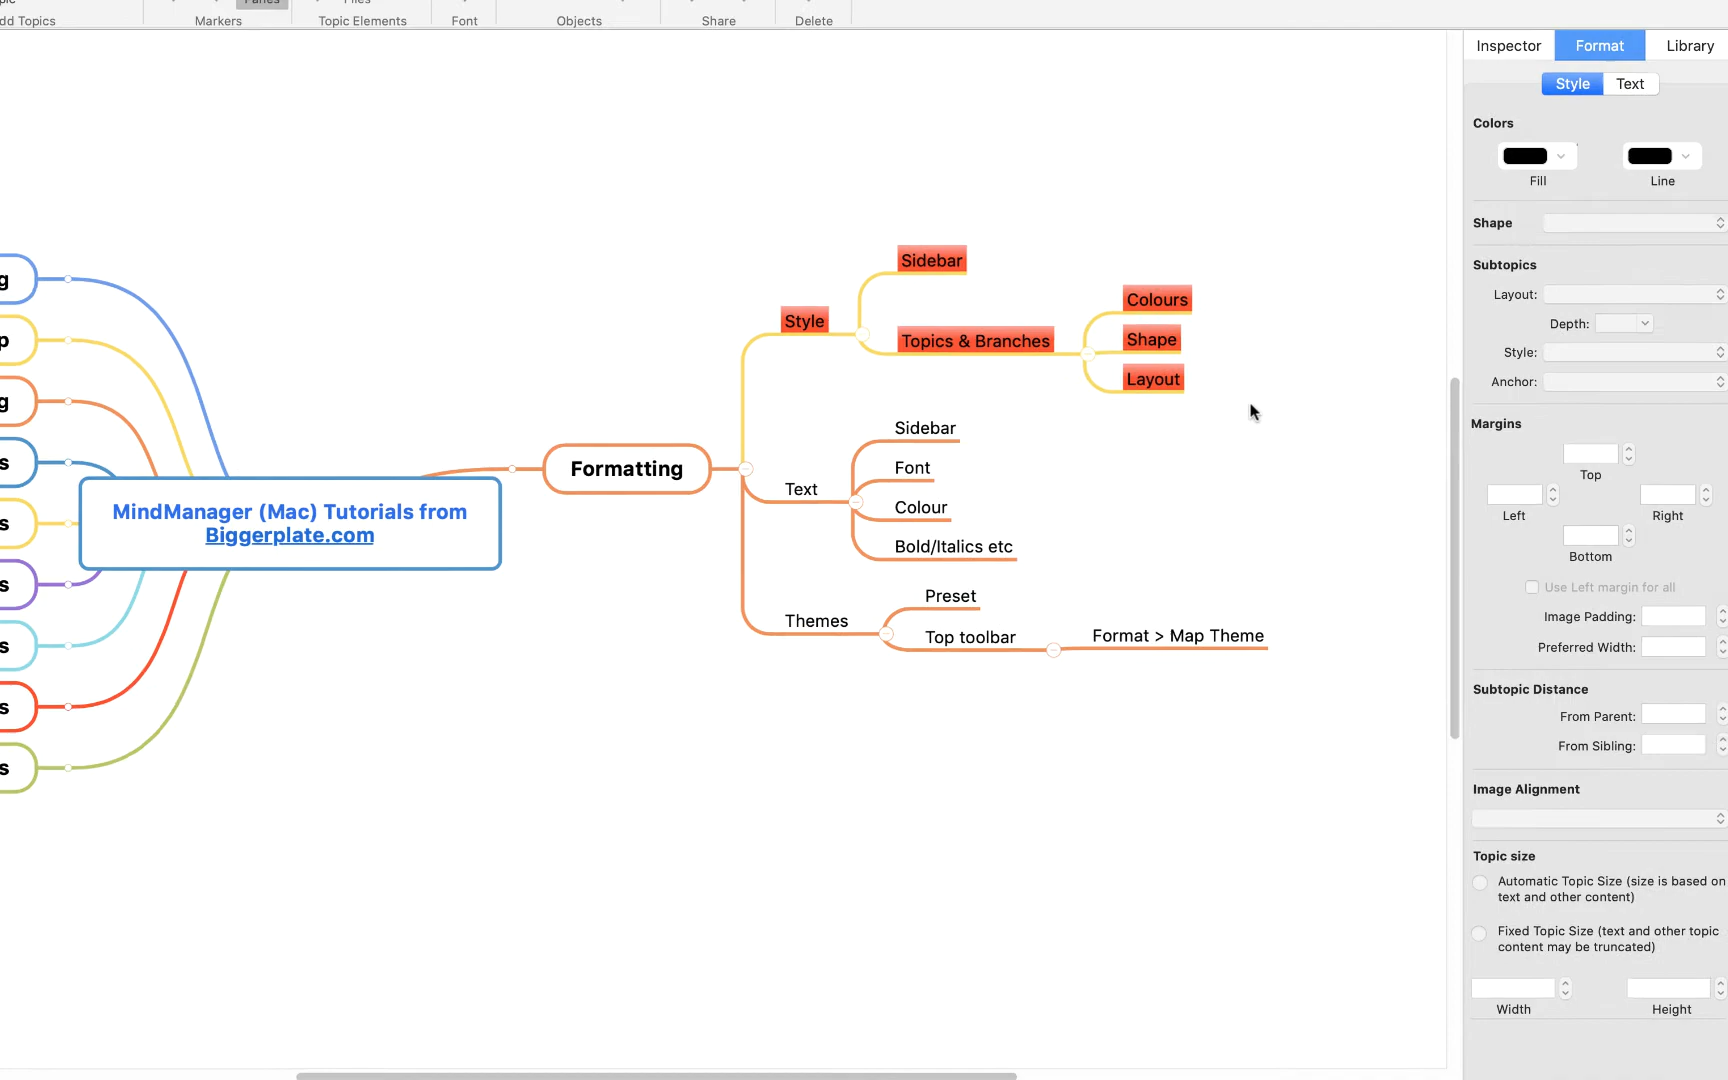 pic
Panes
Files
dd Topics
Markers
Topic Elements
Font
Objects
Share
Delete
Inspector
Format
Library
Style
Text
Colors
Fill
Line
Shape
Subtopics
Layout:
Depth:
Style:
Anchor:
Margins
Top
Left
Right
Bottom
Use Left margin for all
Image Padding:
Preferred Width:
Subtopic Distance
From Parent:
From Sibling:
Image Alignment
Topic size
Automatic Topic Size (size is based on
text and other content)
Fixed Topic Size (text and other topic
content may be truncated)
Width
Height
g
p
g
s
s
s
s
s
s
MindManager (Mac) Tutorials from
Biggerplate.com
Formatting
Style
Sidebar
Topics & Branches
Colours
Shape
Layout
Text
Sidebar
Font
Colour
Bold/Italics etc
Themes
Preset
Top toolbar
Format > Map Theme